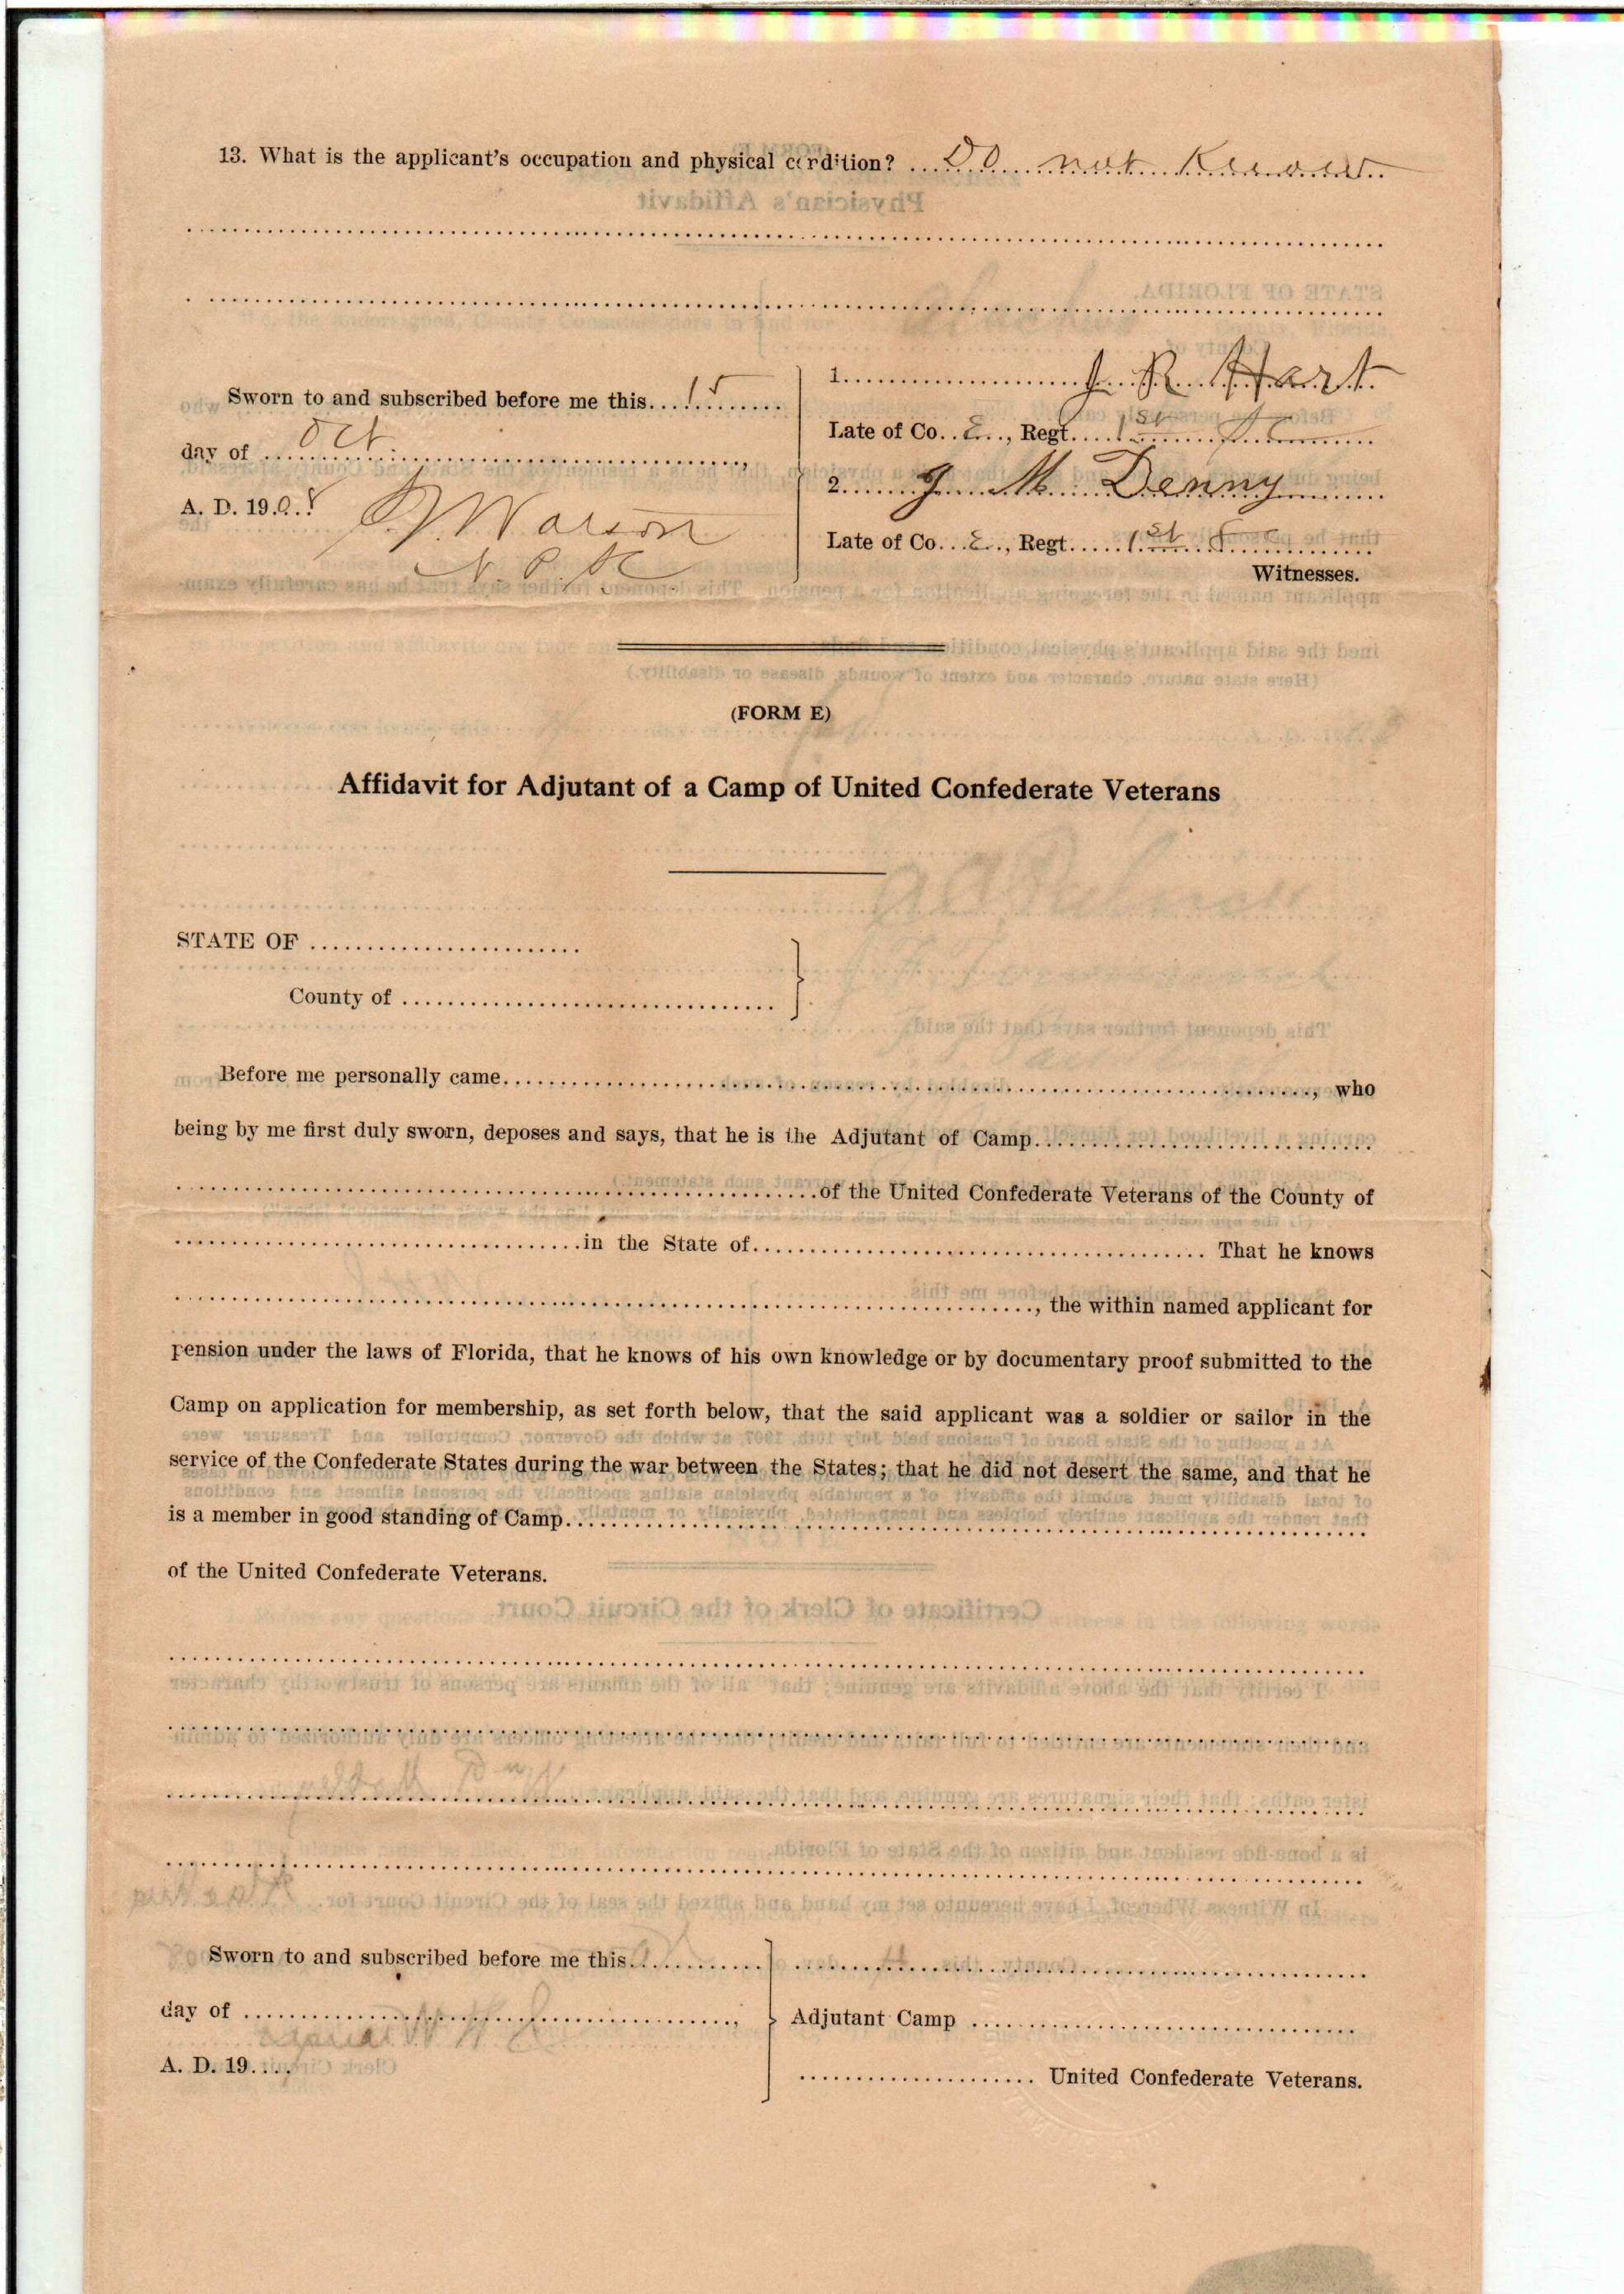 13. What is the applicant's occupation and physical condition? Do not Know
Sworn to and subscribed before me this 15
day of Oct
A. D. 1908
Watson
N. P.
1. J. R. Hart
Late of Co. E, Regt. 1st
2. J. M. Denny
Late of Co. E, Regt. 1st
Witnesses.
(FORM E)
Affidavit for Adjutant of a Camp of United Confederate Veterans
STATE OF
County of
Before me personally came, who
being by me first duly sworn, deposes and says, that he is the Adjutant of Camp
of the United Confederate Veterans of the County of
in the State of That he knows
, the within named applicant for
pension under the laws of Florida, that he knows of his own knowledge or by documentary proof submitted to the
Camp on application for membership, as set forth below, that the said applicant was a soldier or sailor in the
service of the Confederate States during the war between the States; that he did not desert the same, and that he
is a member in good standing of Camp
of the United Confederate Veterans.
Sworn to and subscribed before me this
day of ,
A. D. 19
Adjutant Camp
United Confederate Veterans.